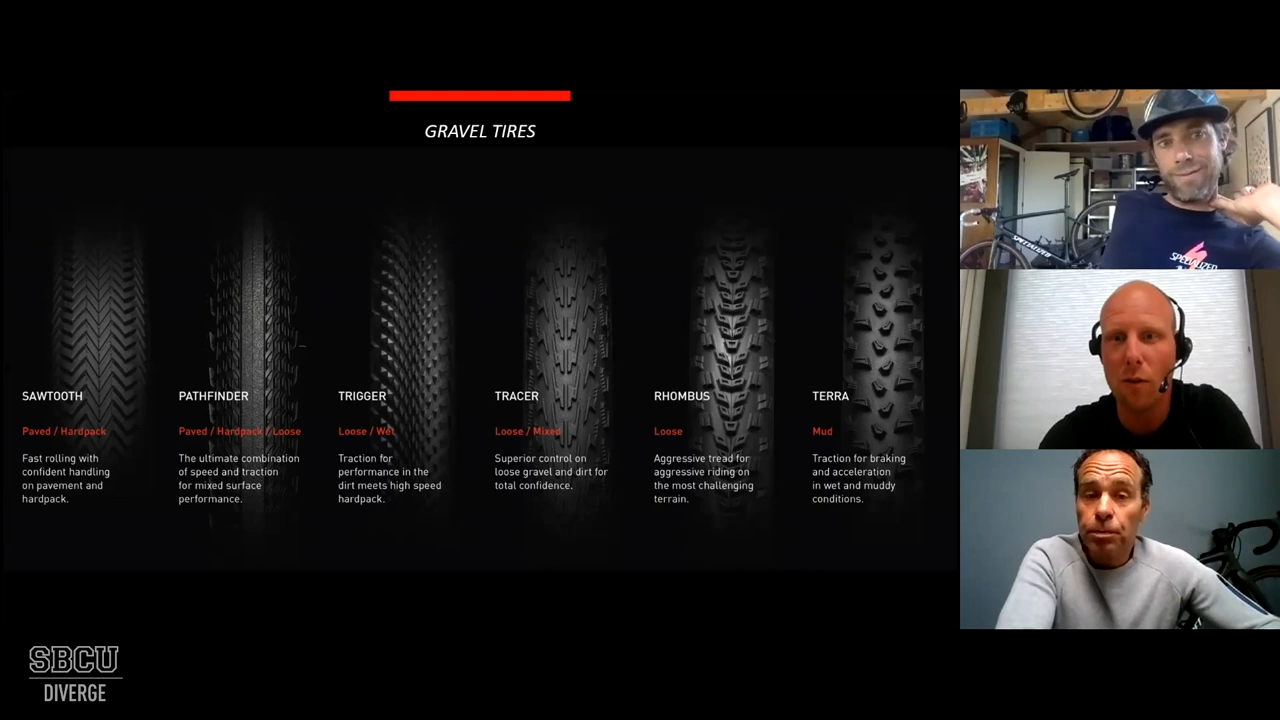 GRAVEL TIRES
SAWTOOTH
Paved / Hardpack
Fast rolling with
confident handling
on pavement and
hardpack.
PATHFINDER
Paved / Hardpack / Loose
The ultimate combination
of speed and traction
for mixed surface
performance.
TRIGGER
Loose / Wet
Traction for
performance in the
dirt meets high speed
hardpack.
TRACER
Loose / Mixed
Superior control on
loose gravel and dirt for
total confidence.
RHOMBUS
Loose
Aggressive tread for
aggressive riding on
the most challenging
terrain.
TERRA
Mud
Traction for braking
and acceleration
in wet and muddy
conditions.
SPECIALIZED
SPECIALIZED
SBCU
DIVERGE